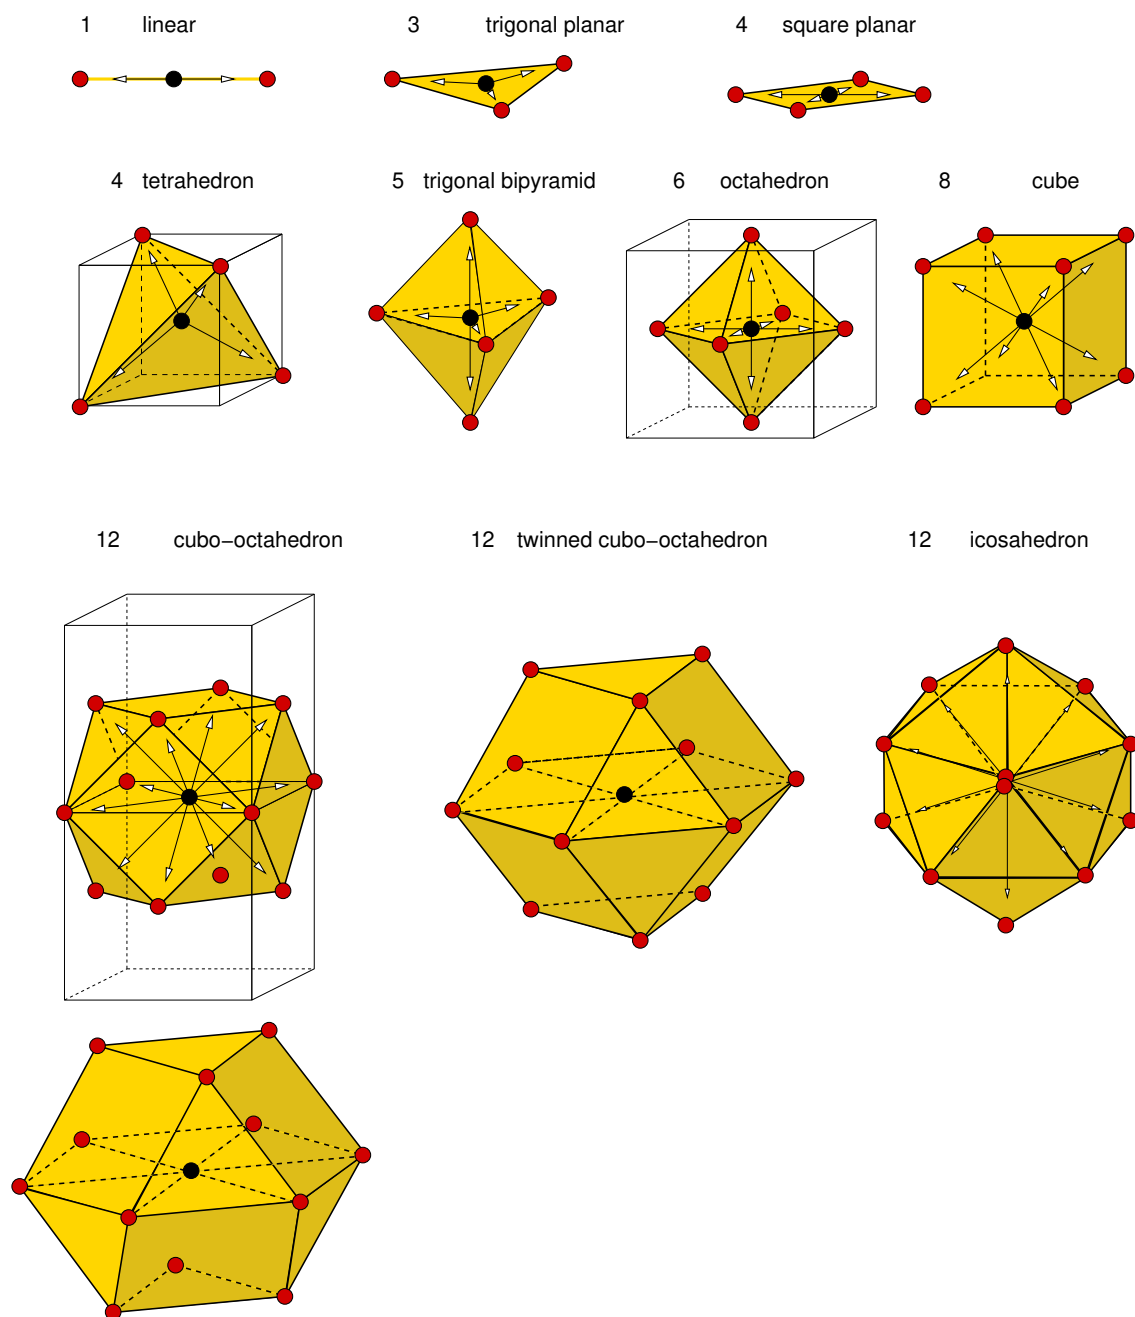 1 linear
3 trigonal planar
4 square planar
4 tetrahedron
5 trigonal bipyramid
6 octahedron
8 cube
12 cubo-octahedron
12 twinned cubo-octahedron
12 icosahedron